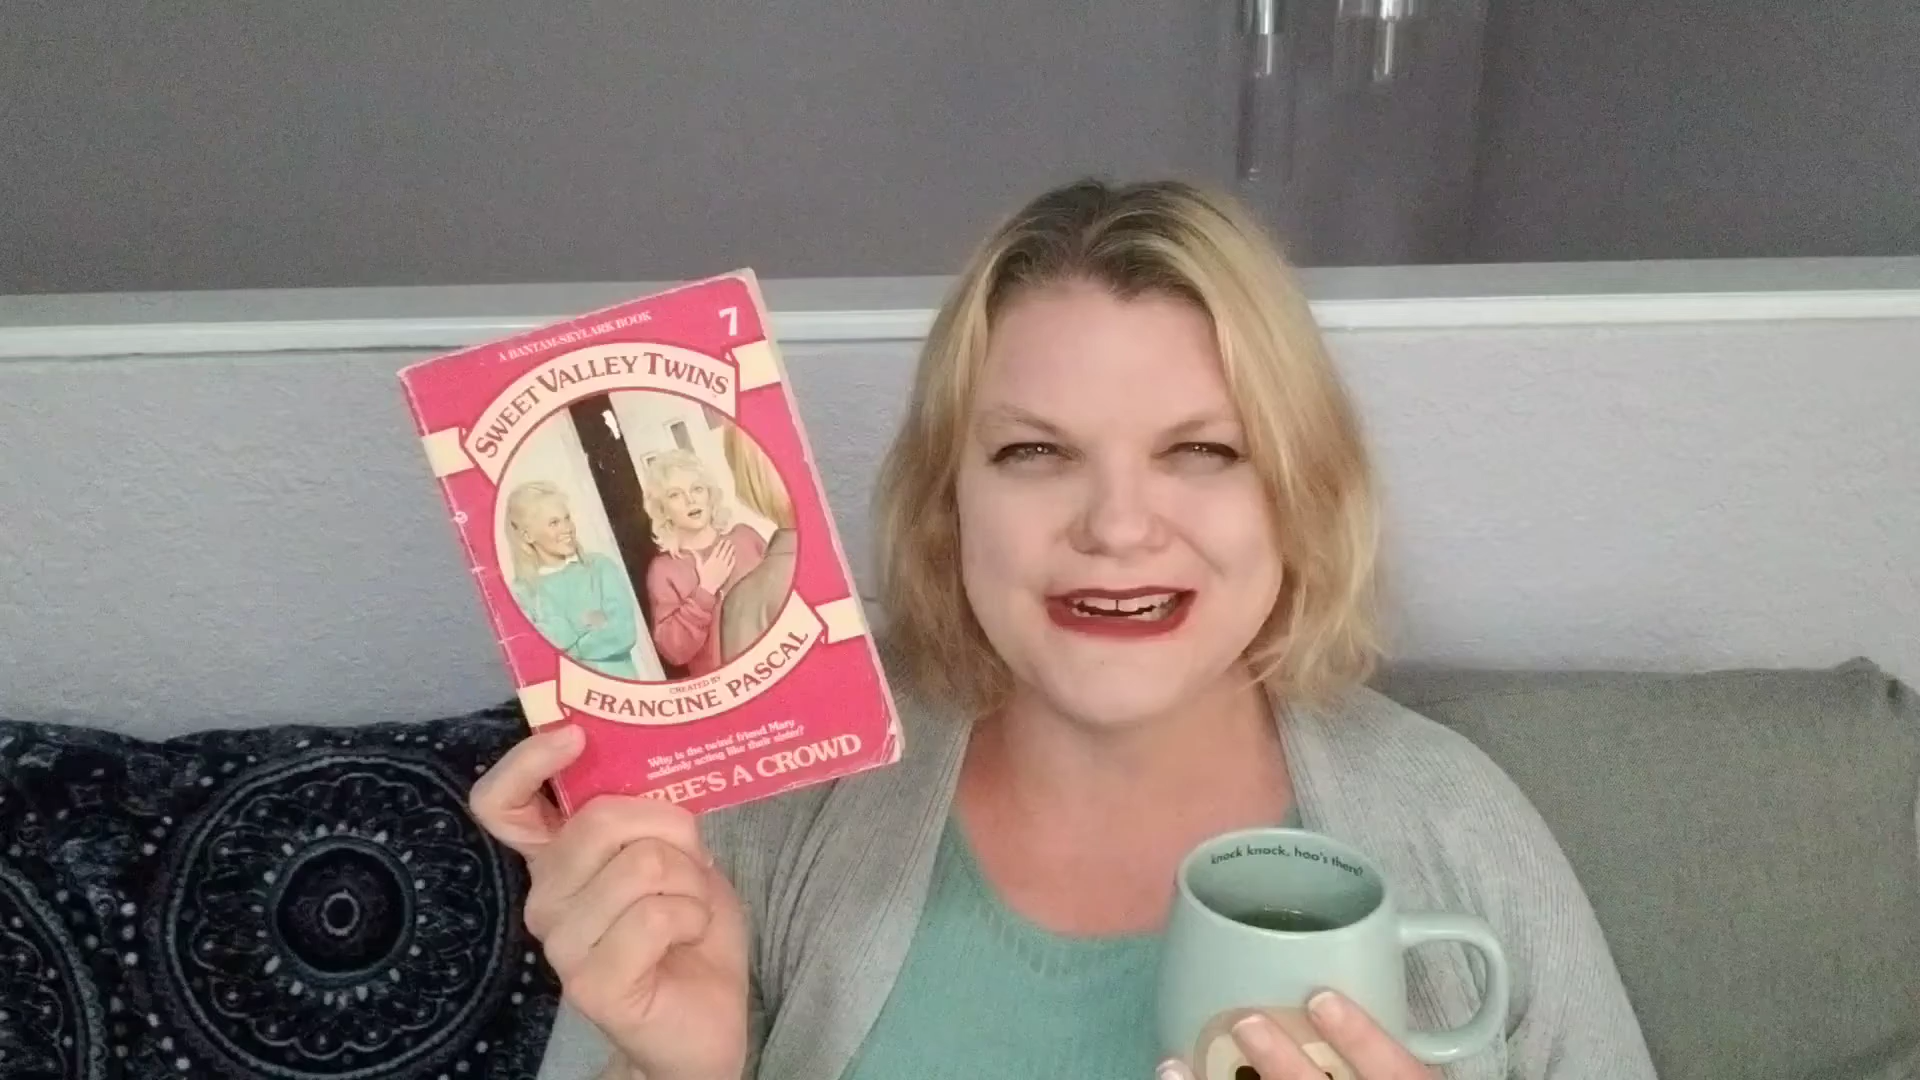 A BANTAM-SKYLARK BOOK
7
SWEET VALLEY TWINS
CREATED BY
FRANCINE PASCAL
Why is the twins' friend Mary
suddenly acting like their sister?
REE'S A CROWD
knock knock, hoo's there?